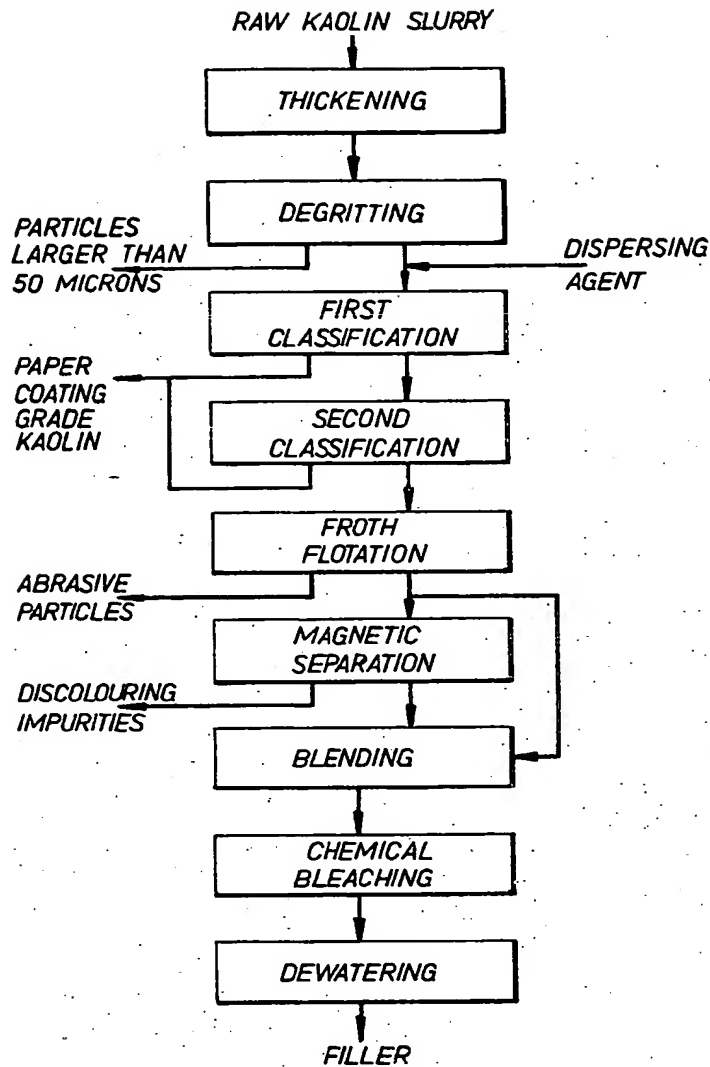 RAW KAOLIN SLURRY
THICKENING
DEGRITTING
PARTICLES
LARGER THAN
50 MICRONS
DISPERSING
AGENT
FIRST
CLASSIFICATION
PAPER
COATING
GRADE
KAOLIN
SECOND
CLASSIFICATION
FROTH
FLOTATION
ABRASIVE
PARTICLES
MAGNETIC
SEPARATION
DISCOLOURING
IMPURITIES
BLENDING
CHEMICAL
BLEACHING
DEWATERING
FILLER